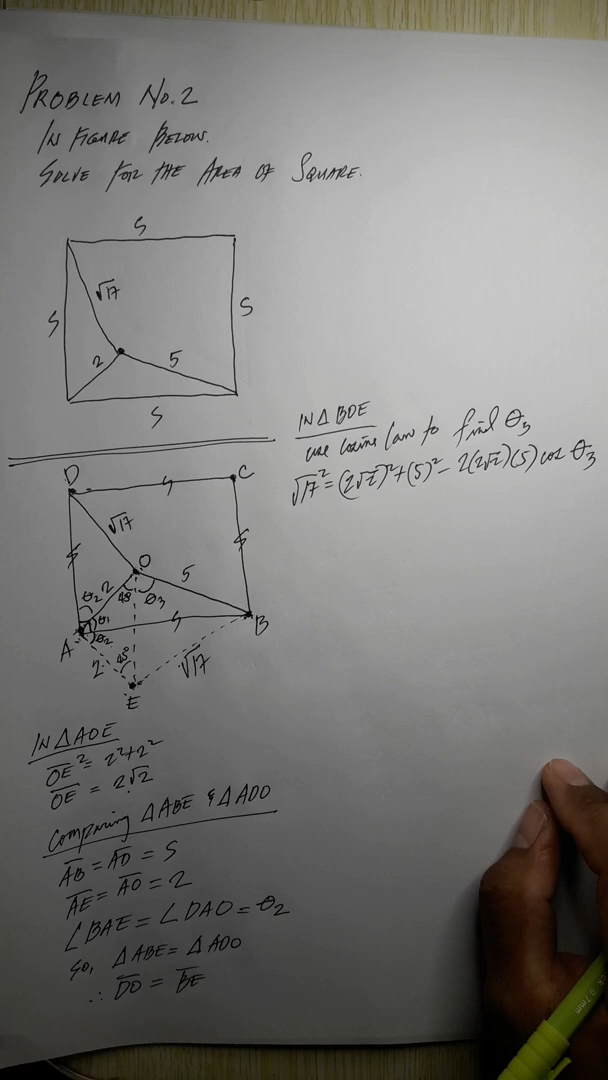 PROBLEM No.2
IN FIGURE BELOW.
SOLVE FOR THE AREA OF SQUARE.
S
√17
S
S
2
5
S
IN Δ BOE
use cosine law to find θ₃
√17² = (2√2)² + (5)² - 2(2√2)(5) cos θ₃
D
C
S
√17
S
S
O
5
θ₂
2
45°
θ₃
θ₁
S
B
A
θ₂
2
45°
√17
E
IN Δ AOE
OE² = 2² + 2²
OE = 2√2
Comparing Δ ABE & Δ ADO
AB = AD = S
AE = AO = 2
∠BAE = ∠DAO = θ₂
So, Δ ABE = Δ ADO
∴ DO = BE
0.7mm